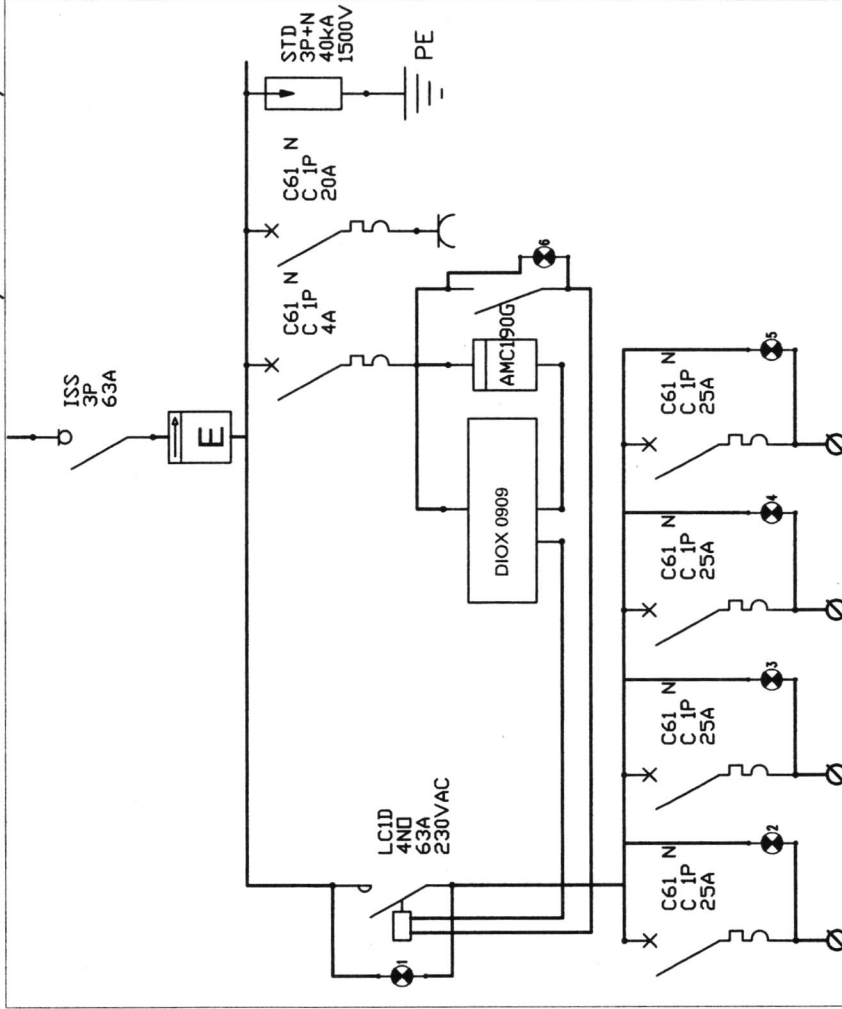 STD
3P+N
40kA
1500V
PE
C61 N
C 1P
20A
C61 N
C 1P
4A
ISS
3P
63A
E
6
AMC190G
DIOX 0909
LC1D
4NO
63A
230VAC
1
C61 N
C 1P
25A
5
C61 N
C 1P
25A
4
C61 N
C 1P
25A
3
C61 N
C 1P
25A
2